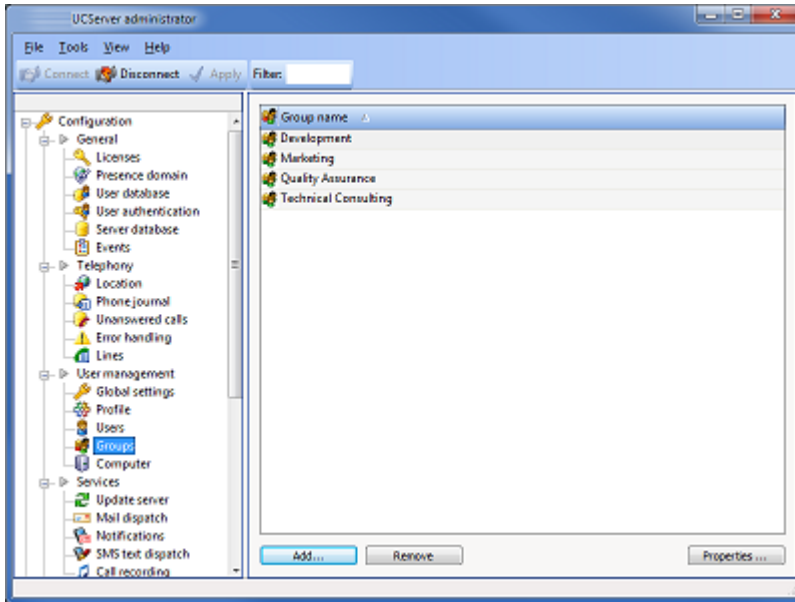 UCServer administrator
File Tools View Help
Connect Disconnect Apply Filter:
Configuration
General
Licenses
Presence domain
User database
User authentication
Server database
Events
Telephony
Location
Phone journal
Unanswered calls
Error handling
Lines
User management
Global settings
Profile
Users
Groups
Computer
Services
Update server
Mail dispatch
Notifications
SMS text dispatch
Call recording
Group name
Development
Marketing
Quality Assurance
Technical Consulting
Add... Remove Properties ...